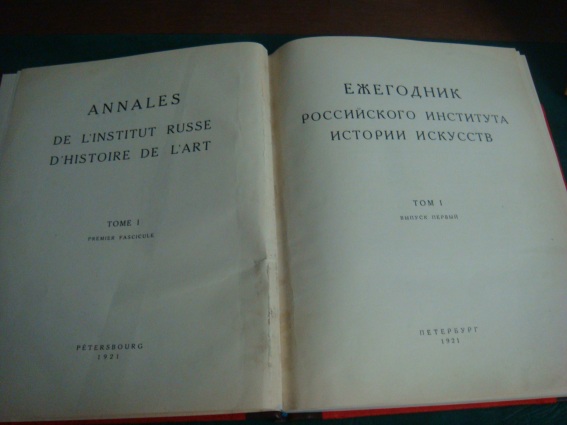 ANNALES
DE L'INSTITUT RUSSE
D'HISTOIRE DE L'ART
TOME I
PREMIER FASCICULE
PÉTERSBOURG
1921
ЕЖЕГОДНИК
РОССИЙСКОГО ИНСТИТУТА
ИСТОРИИ ИСКУССТВ
ТОМ I
ВЫПУСК ПЕРВЫЙ
ПЕТЕРБУРГ
1921